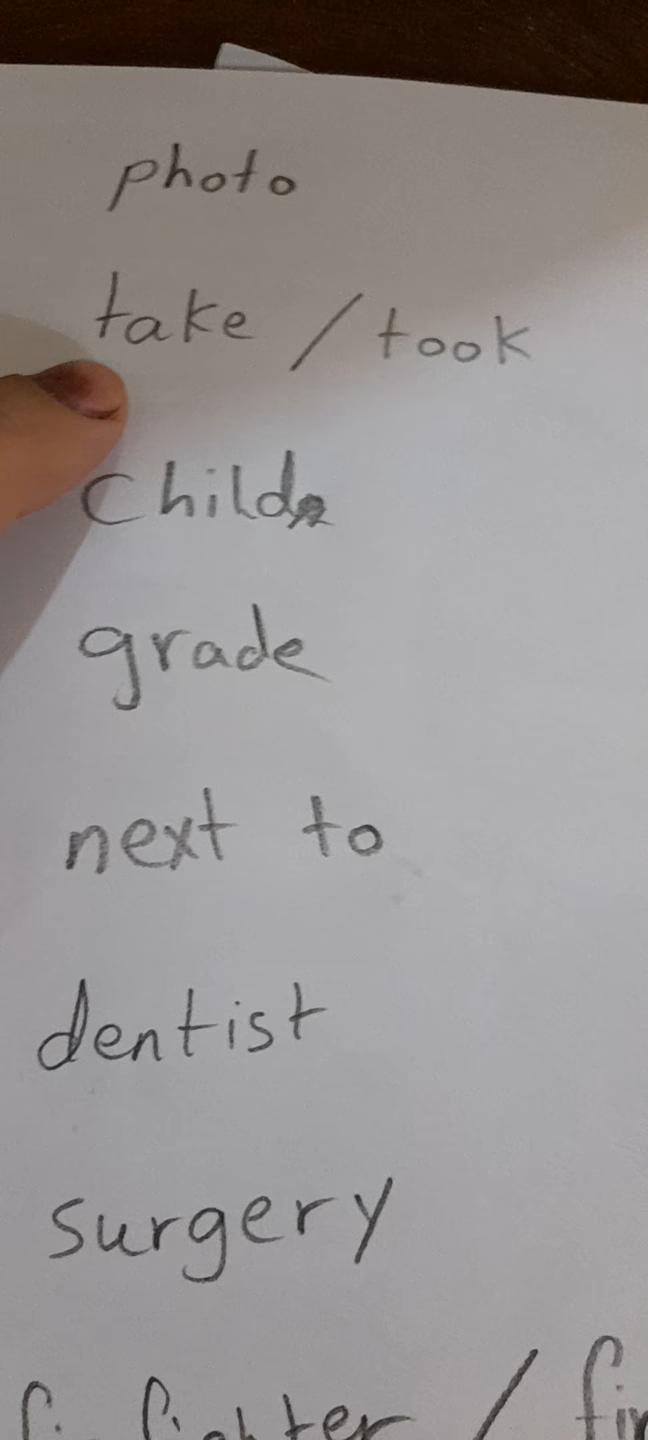 photo
take / took
child
grade
next to
dentist
surgery